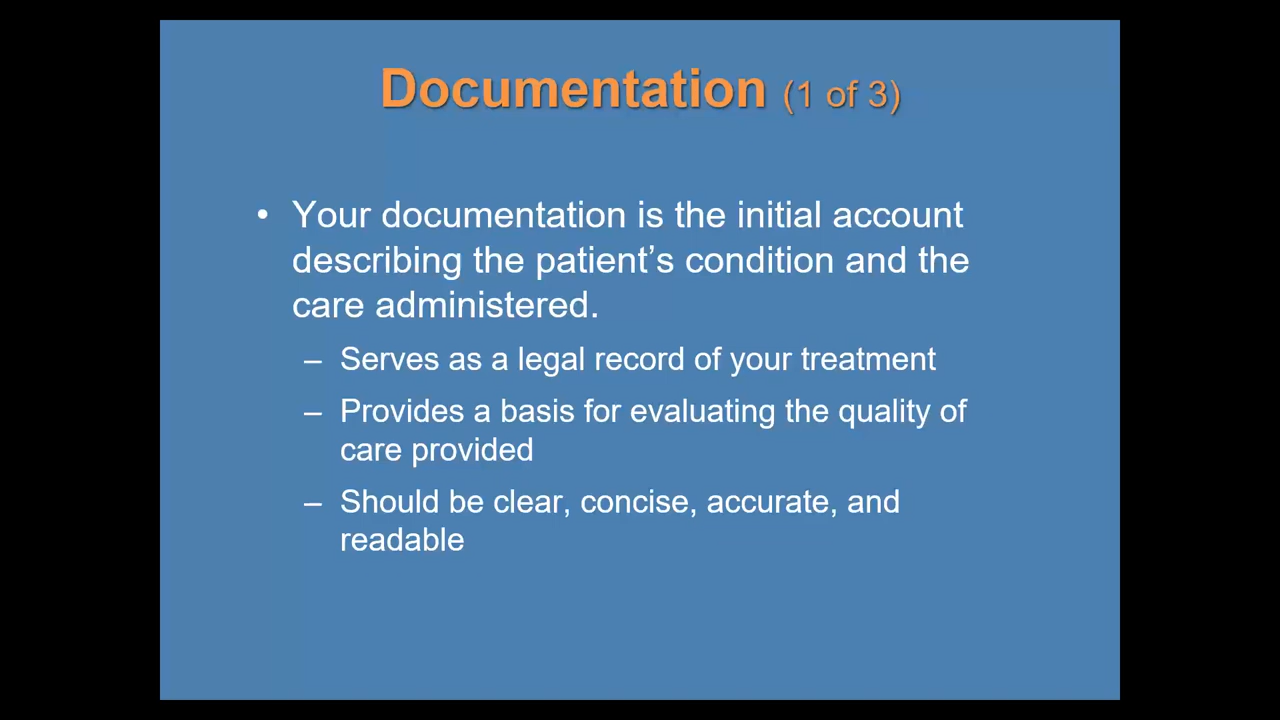 Documentation (1 of 3)
• Your documentation is the initial account
describing the patient’s condition and the
care administered.
– Serves as a legal record of your treatment
– Provides a basis for evaluating the quality of
care provided
– Should be clear, concise, accurate, and
readable